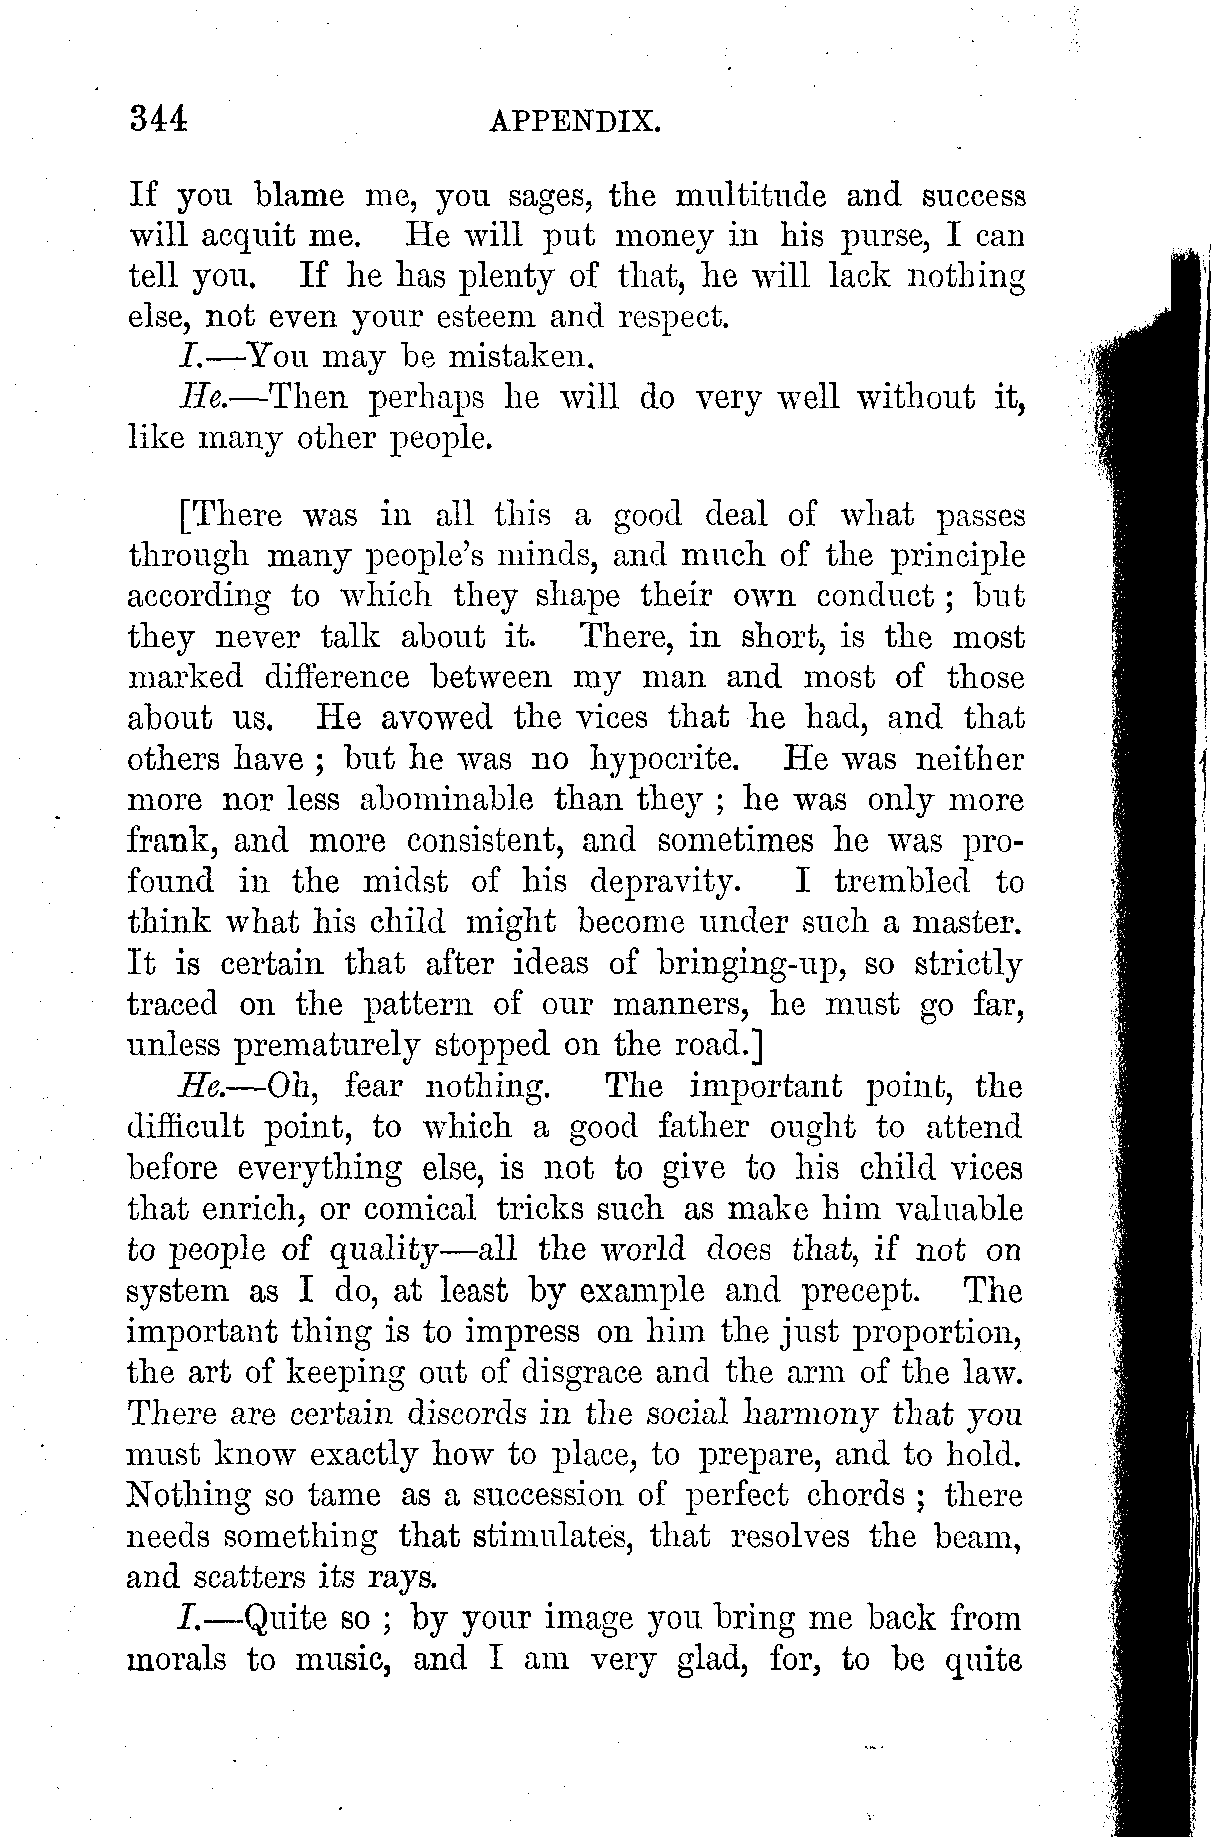 344 APPENDIX.
If you blame me, you sages, the multitude and success
will acquit me. He will put money in his purse, I can
tell you. If he has plenty of that, he will lack nothing
else, not even your esteem and respect.
I.—You may be mistaken.
He.—Then perhaps he will do very well without it,
like many other people.
[There was in all this a good deal of what passes
through many people's minds, and much of the principle
according to which they shape their own conduct ; but
they never talk about it. There, in short, is the most
marked difference between my man and most of those
about us. He avowed the vices that he had, and that
others have ; but he was no hypocrite. He was neither
more nor less abominable than they ; he was only more
frank, and more consistent, and sometimes he was pro-
found in the midst of his depravity. I trembled to
think what his child might become under such a master.
It is certain that after ideas of bringing-up, so strictly
traced on the pattern of our manners, he must go far,
unless prematurely stopped on the road.]
He.—Oh, fear nothing. The important point, the
difficult point, to which a good father ought to attend
before everything else, is not to give to his child vices
that enrich, or comical tricks such as make him valuable
to people of quality—all the world does that, if not on
system as I do, at least by example and precept. The
important thing is to impress on him the just proportion,
the art of keeping out of disgrace and the arm of the law.
There are certain discords in the social harmony that you
must know exactly how to place, to prepare, and to hold.
Nothing so tame as a succession of perfect chords ; there
needs something that stimulates, that resolves the beam,
and scatters its rays.
I.—Quite so ; by your image you bring me back from
morals to music, and I am very glad, for, to be quite